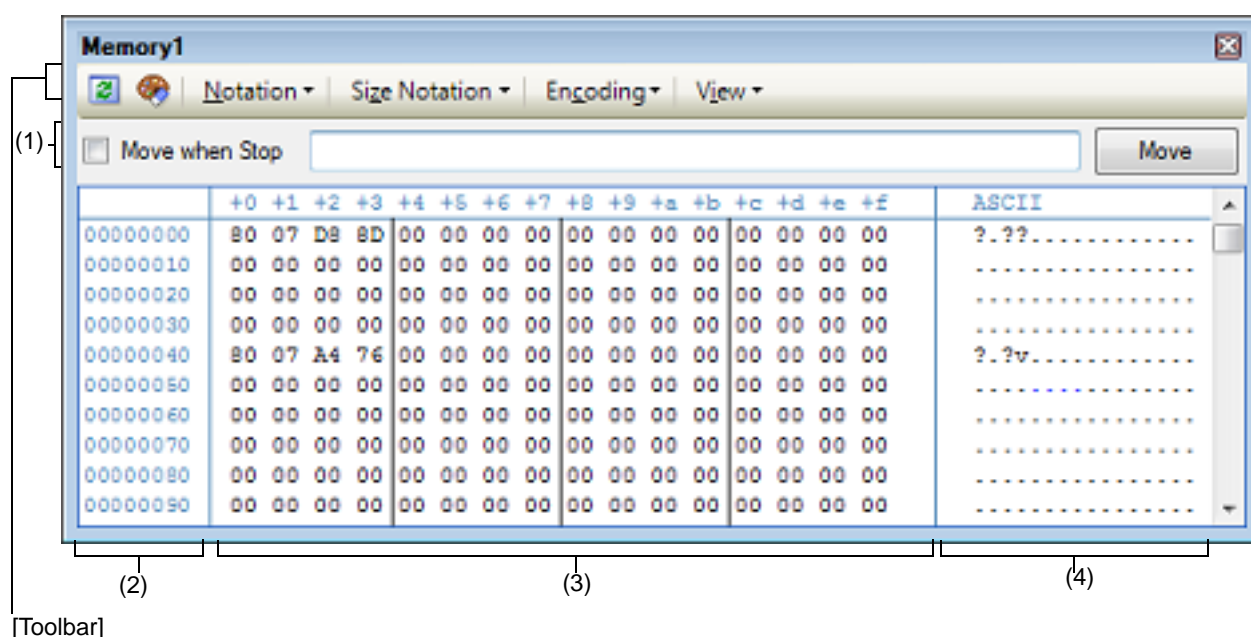 Memory1
Notation Size Notation Encoding View
(1) Move when Stop Move
+0 +1 +2 +3 +4 +5 +6 +7 +8 +9 +a +b +c +d +e +f ASCII
00000000 80 07 D8 8D 00 00 00 00 00 00 00 00 00 00 00 00 ?.??............
00000010 00 00 00 00 00 00 00 00 00 00 00 00 00 00 00 00 ................
00000020 00 00 00 00 00 00 00 00 00 00 00 00 00 00 00 00 ................
00000030 00 00 00 00 00 00 00 00 00 00 00 00 00 00 00 00 ................
00000040 80 07 A4 76 00 00 00 00 00 00 00 00 00 00 00 00 ?.?v............
00000050 00 00 00 00 00 00 00 00 00 00 00 00 00 00 00 00 ................
00000060 00 00 00 00 00 00 00 00 00 00 00 00 00 00 00 00 ................
00000070 00 00 00 00 00 00 00 00 00 00 00 00 00 00 00 00 ................
00000080 00 00 00 00 00 00 00 00 00 00 00 00 00 00 00 00 ................
00000090 00 00 00 00 00 00 00 00 00 00 00 00 00 00 00 00 ................
(2) (3) (4)
[Toolbar]